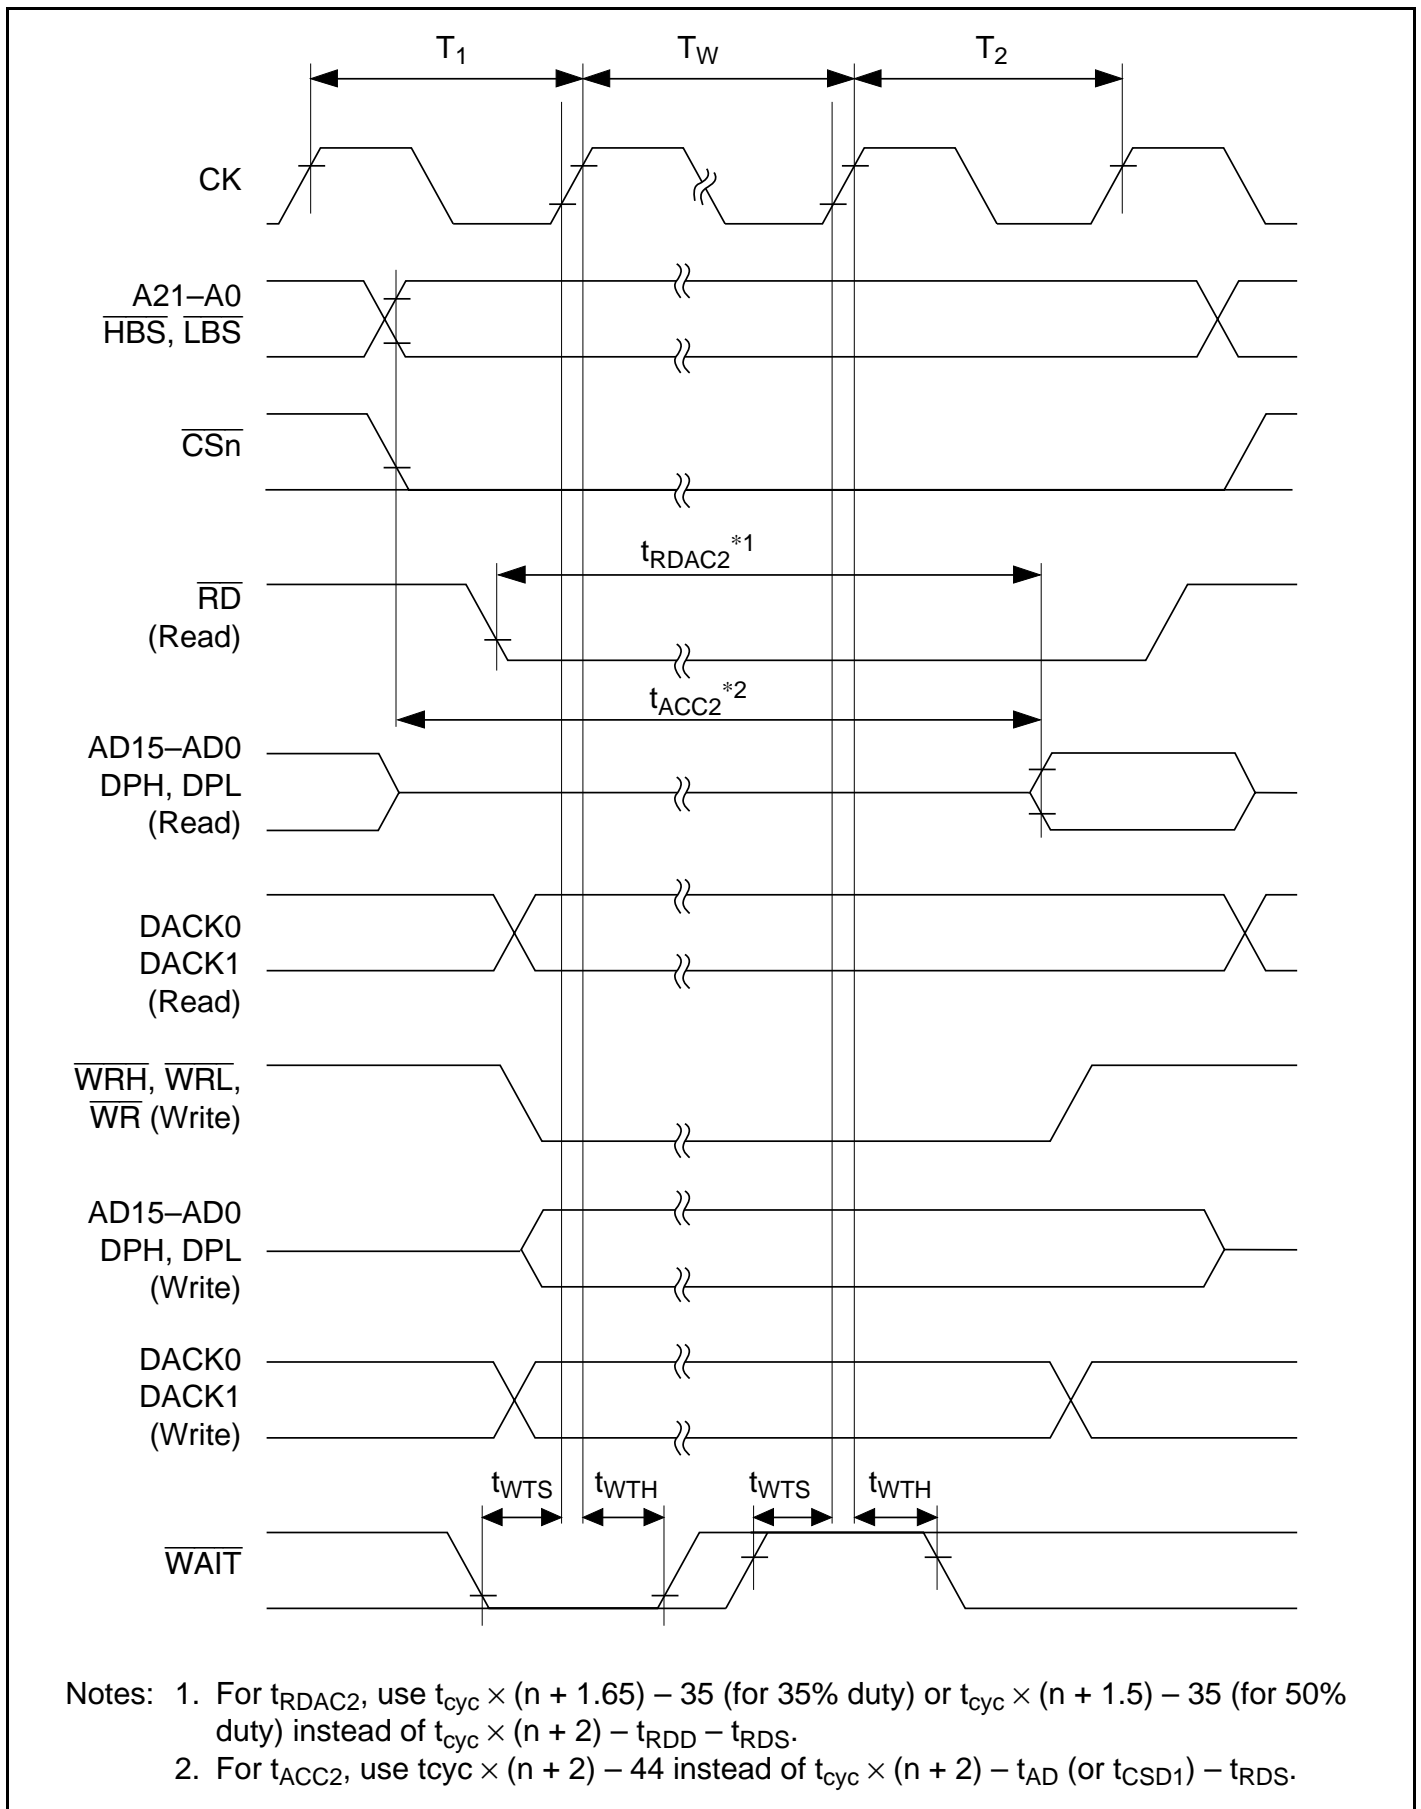 T1 TW T2
CK
A21–A0
HBS, LBS
CSn
tRDAC2*1
RD
(Read)
tACC2*2
AD15–AD0
DPH, DPL
(Read)
DACK0
DACK1
(Read)
WRH, WRL,
WR (Write)
AD15–AD0
DPH, DPL
(Write)
DACK0
DACK1
(Write)
tWTS tWTH tWTS tWTH
WAIT
Notes: 1. For tRDAC2, use tcyc × (n + 1.65) – 35 (for 35% duty) or tcyc × (n + 1.5) – 35 (for 50%
duty) instead of tcyc × (n + 2) – tRDD – tRDS.
2. For tACC2, use tcyc × (n + 2) – 44 instead of tcyc × (n + 2) – tAD (or tCSD1) – tRDS.